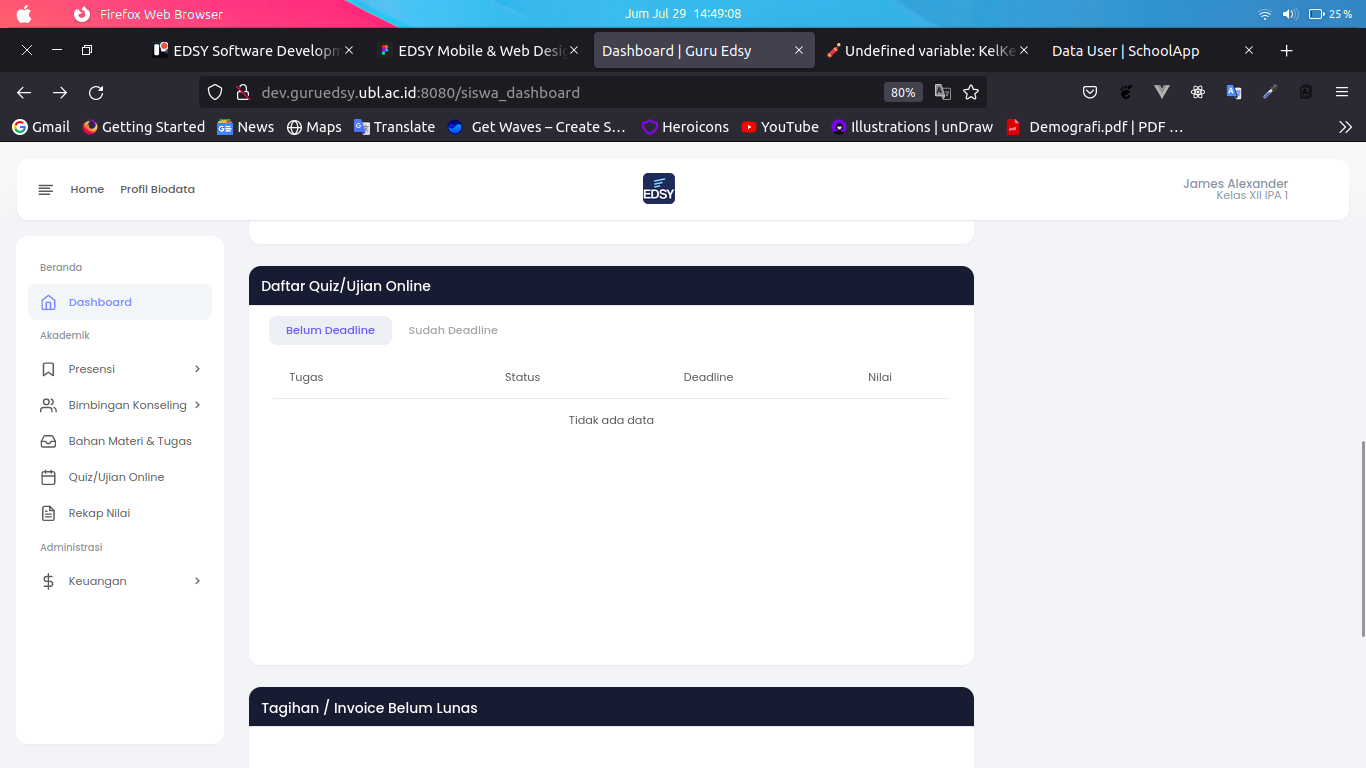 Firefox Web Browser
Jum Jul 29 14:49:08
25 %
EDSY Software Developm
EDSY Mobile & Web Desig
Dashboard | Guru Edsy
Undefined variable: KelKe
Data User | SchoolApp
dev.guruedsy.ubl.ac.id:8080/siswa_dashboard
80%
Gmail
Getting Started
News
Maps
Translate
Get Waves – Create S…
Heroicons
YouTube
Illustrations | unDraw
Demografi.pdf | PDF …
Home
Profil Biodata
EDSY
James Alexander
Kelas XII IPA 1
Beranda
Dashboard
Akademik
Presensi
Bimbingan Konseling
Bahan Materi & Tugas
Quiz/Ujian Online
Rekap Nilai
Administrasi
Keuangan
Daftar Quiz/Ujian Online
Belum Deadline
Sudah Deadline
Tugas
Status
Deadline
Nilai
Tidak ada data
Tagihan / Invoice Belum Lunas